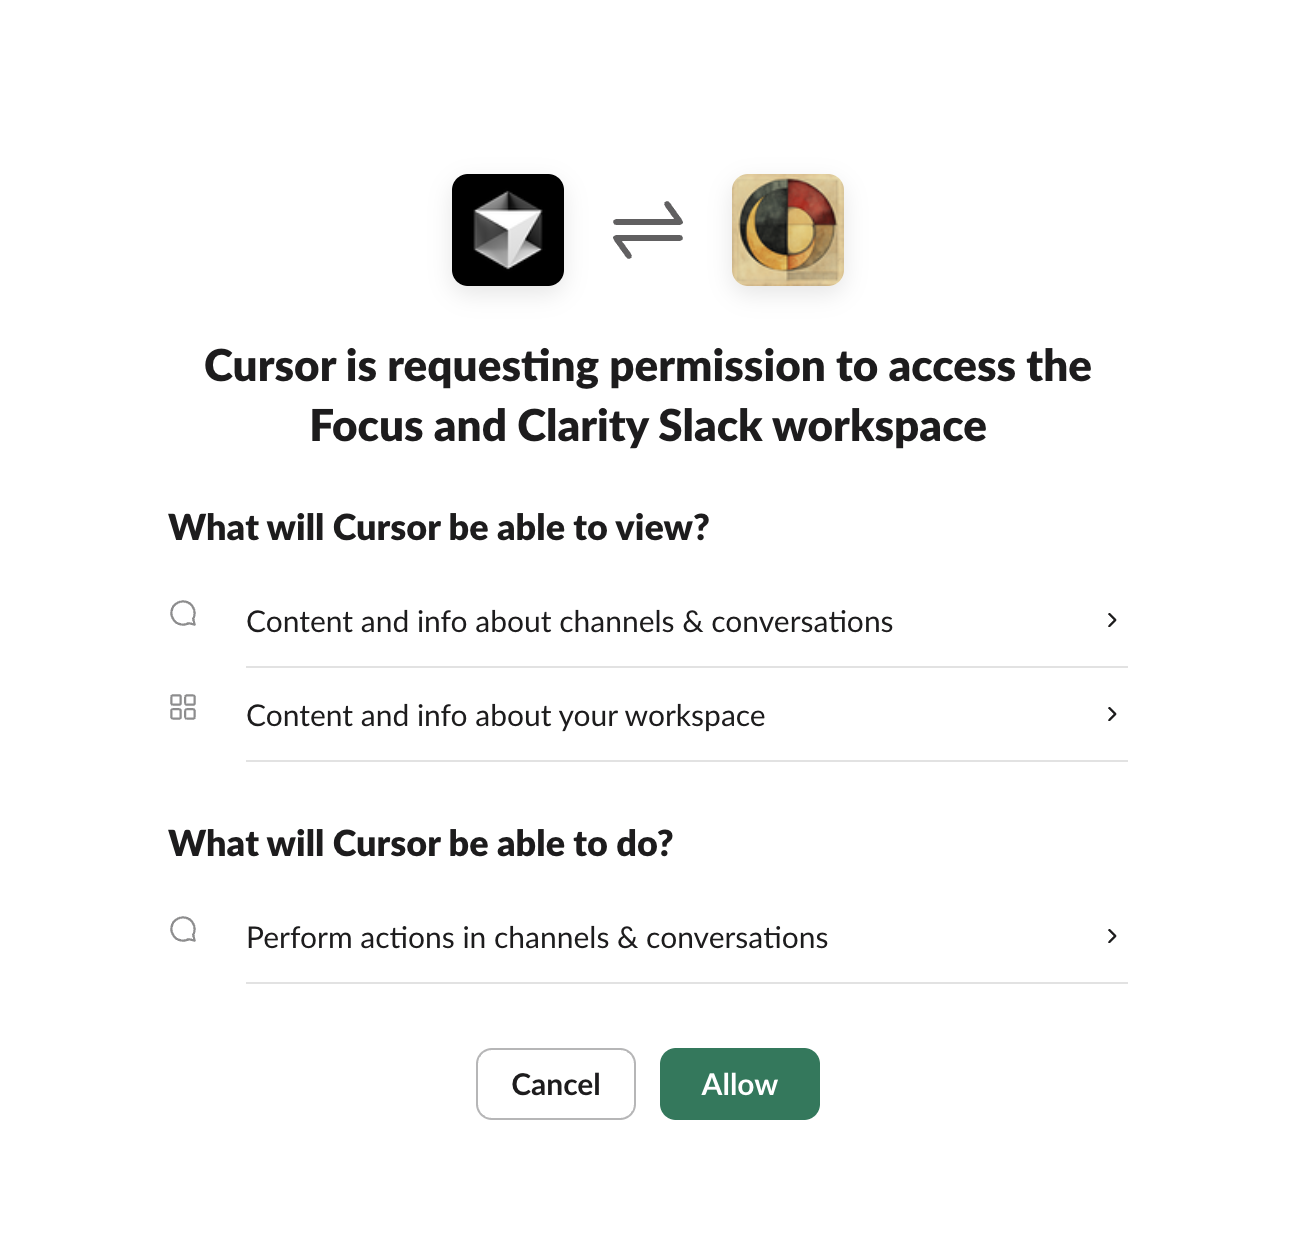 Cursor is requesting permission to access the
Focus and Clarity Slack workspace
What will Cursor be able to view?
Content and info about channels & conversations
Content and info about your workspace
What will Cursor be able to do?
Perform actions in channels & conversations
Cancel
Allow